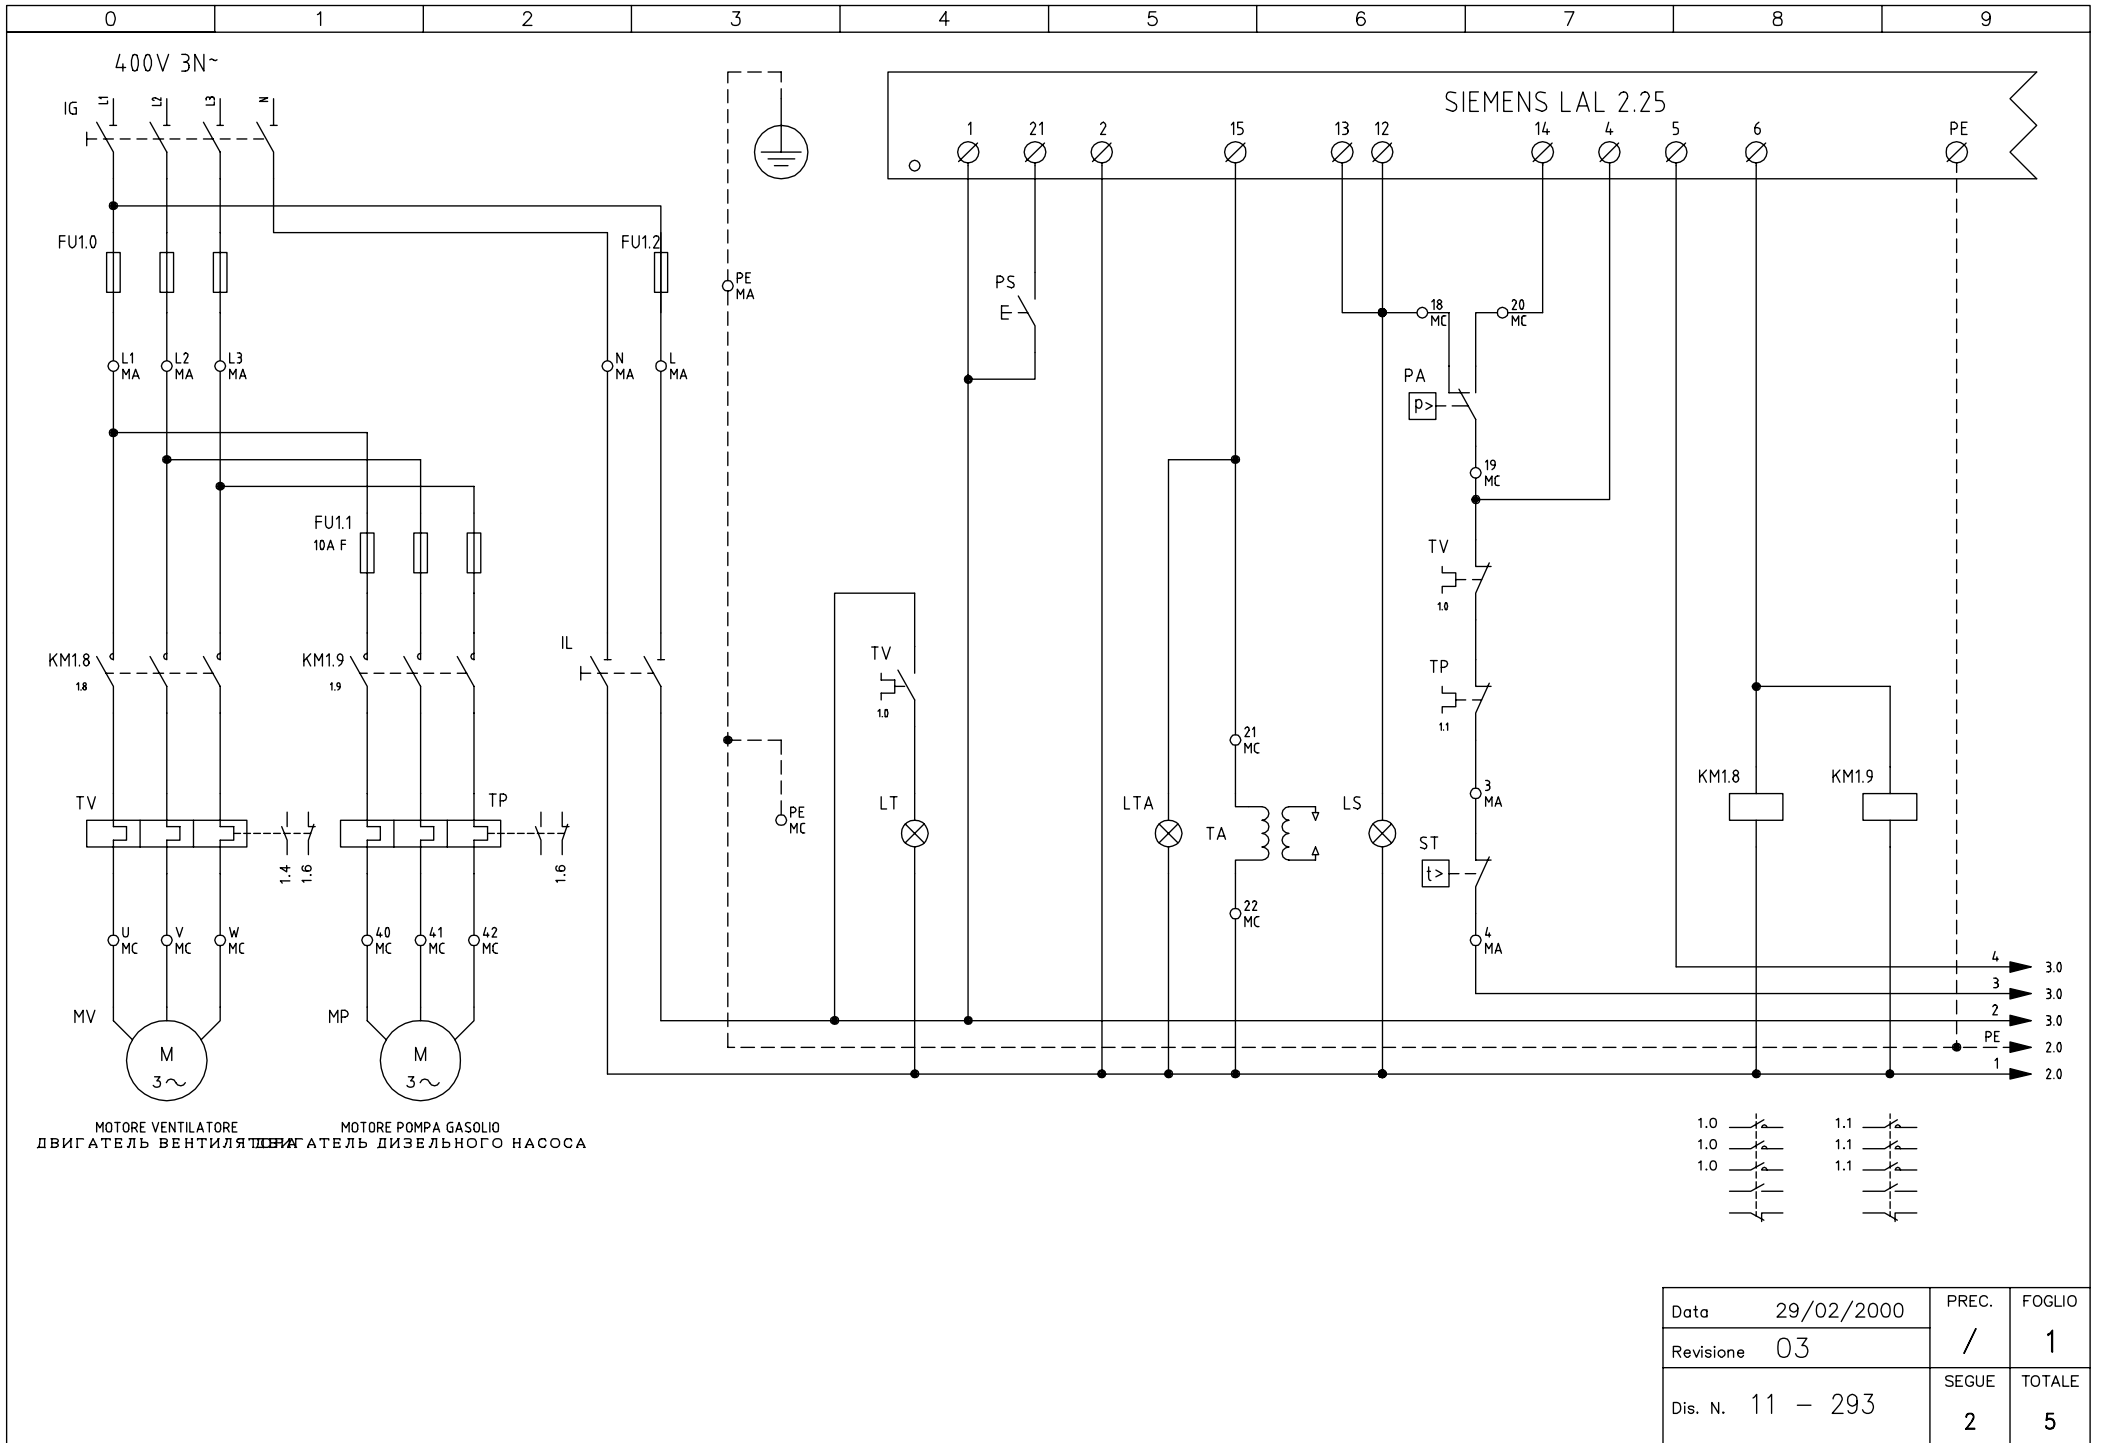 0 1 2 3 4 5 6 7 8 9
400V 3N~
SIEMENS LAL 2.25
IG L1 L2 L3 N
1 21 2 15 13 12 14 4 5 6 PE
FU1.0
FU1.2
PE
MA
PS
E
18
MC
20
MC
L1
MA
L2
MA
L3
MA
N
MA
L
MA
PA
p>
19
MC
FU1.1
10A F
TV
1.0
KM1.8
1.8
KM1.9
1.9
IL
TV
1.0
TP
1.1
21
MC
KM1.8
KM1.9
TV
TP
1.4
1.6
1.6
PE
MC
LT
LTA
TA
LS
3
MA
ST
t>
22
MC
U
MC
V
MC
W
MC
40
MC
41
MC
42
MC
4
MA
4 3.0
3 3.0
2 3.0
PE 2.0
1 2.0
MV
M
3~
MP
M
3~
MOTORE VENTILATORE
ДВИГАТЕЛЬ ВЕНТИЛЯТОРА
MOTORE POMPA GASOLIO
ДВИГАТЕЛЬ ДИЗЕЛЬНОГО НАСОСА
1.0
1.0
1.0
1.1
1.1
1.1
Data 29/02/2000
PREC.
/
FOGLIO
1
Revisione 03
Dis. N. 11 - 293
SEGUE
2
TOTALE
5